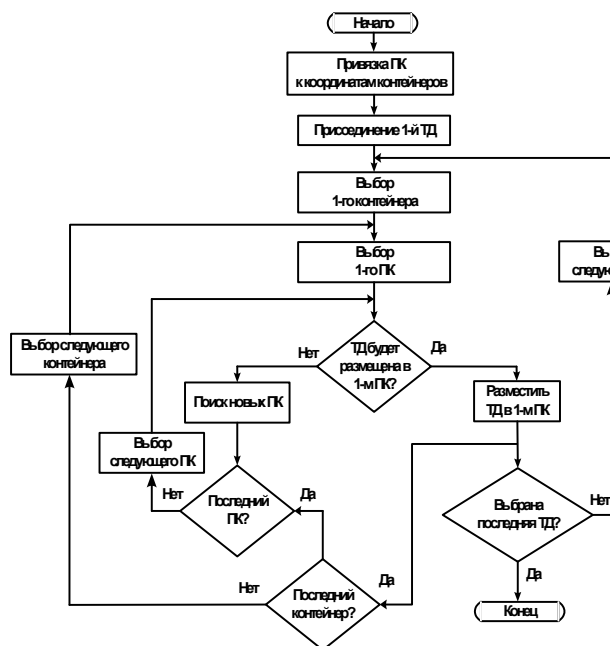 Начало
Привязка ПК
к координатам контейнеров
Присоединение 1-й ТД
Выбор
1-го контейнера
Выбор
1-го ПК
Вы
следую
Выбор следующего
контейнера
Нет
ТД будет
размещена в
1-м ПК?
Да
Поиск новых ПК
Разместить
ТД в 1-м ПК
Выбор
следующего ПК
Нет
Последний
ПК?
Да
Выбрана
последняя ТД?
Нет
Нет
Последний
контейнер?
Да
Да
Конец